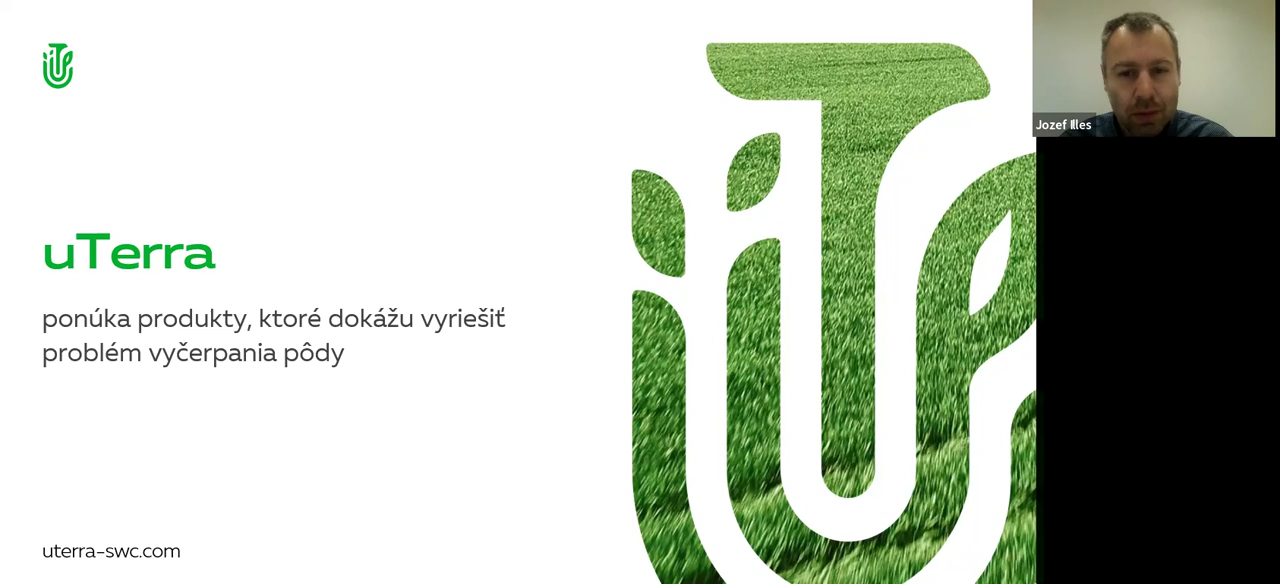 uTerra
ponúka produkty, ktoré dokážu vyriešiť
problém vyčerpania pôdy
uterra-swc.com
Jozef Illes